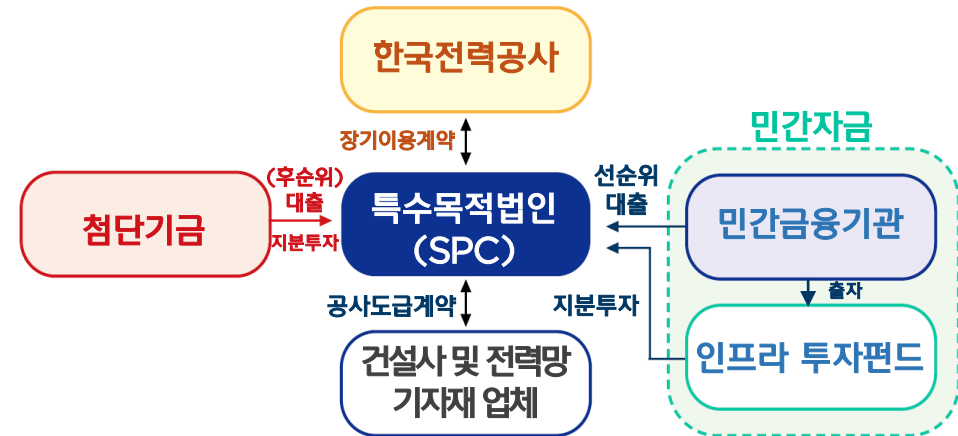 한국전력공사
장기이용계약
민간자금
(후순위)
대출
지분투자
첨단기금
특수목적법인
(SPC)
선순위
대출
민간금융기관
출자
공사도급계약
지분투자
인프라 투자펀드
건설사 및 전력망
기자재 업체